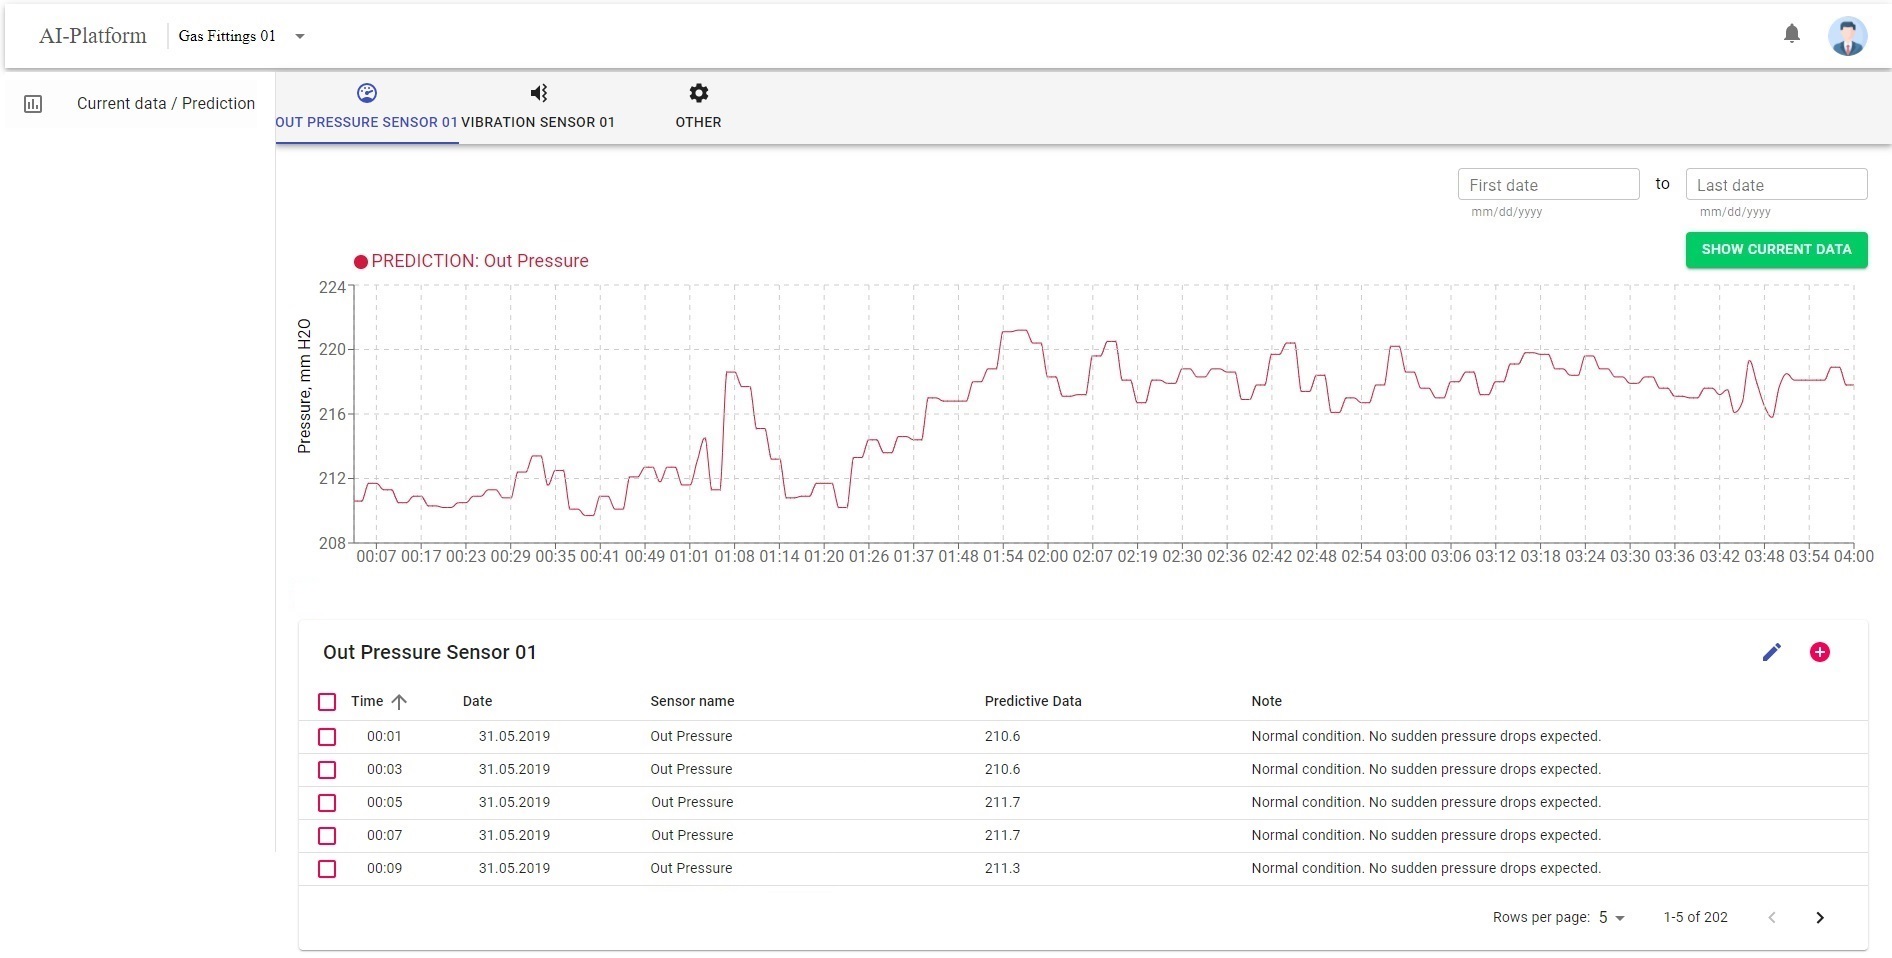 AI-Platform Gas Fittings 01
Current data / Prediction
OUT PRESSURE SENSOR 01 VIBRATION SENSOR 01 OTHER
First date to Last date
mm/dd/yyyy mm/dd/yyyy
SHOW CURRENT DATA
PREDICTION: Out Pressure
Pressure, mm H2O
224
220
216
212
208
00:07 00:17 00:23 00:29 00:35 00:41 00:49 01:01 01:08 01:14 01:20 01:26 01:37 01:48 01:54 02:00 02:07 02:19 02:30 02:36 02:42 02:48 02:54 03:00 03:06 03:12 03:18 03:24 03:30 03:36 03:42 03:48 03:54 04:00
Out Pressure Sensor 01
Time Date Sensor name Predictive Data Note
00:01 31.05.2019 Out Pressure 210.6 Normal condition. No sudden pressure drops expected.
00:03 31.05.2019 Out Pressure 210.6 Normal condition. No sudden pressure drops expected.
00:05 31.05.2019 Out Pressure 211.7 Normal condition. No sudden pressure drops expected.
00:07 31.05.2019 Out Pressure 211.7 Normal condition. No sudden pressure drops expected.
00:09 31.05.2019 Out Pressure 211.3 Normal condition. No sudden pressure drops expected.
Rows per page: 5 1-5 of 202